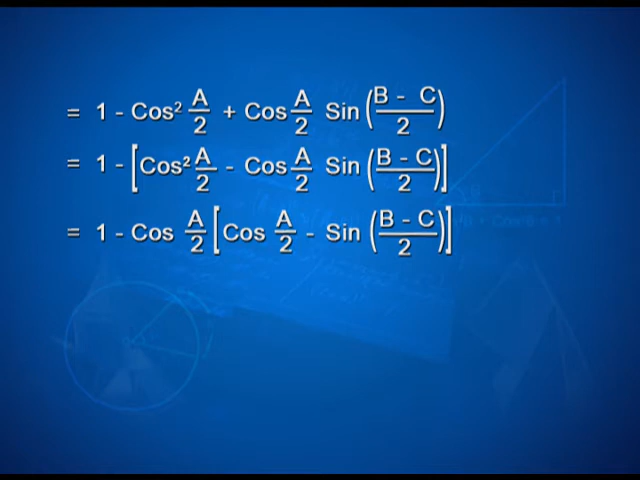 = 1 - Cos² A/2 + Cos A/2 Sin (B - C/2)
= 1 - [Cos² A/2 - Cos A/2 Sin (B - C/2)]
= 1 - Cos A/2 [Cos A/2 - Sin (B - C/2)]